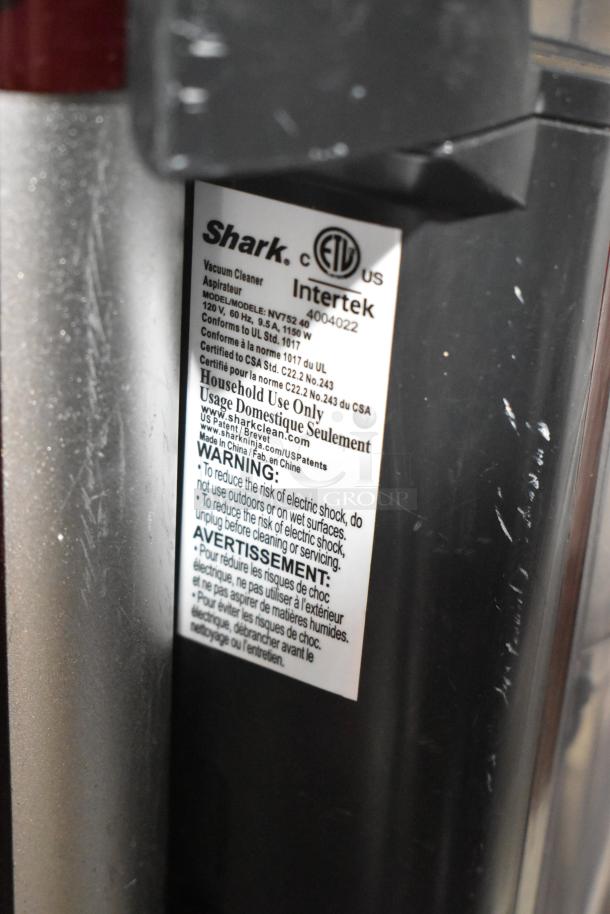 Shark.
C ETL US
Intertek
4004022
Vacuum Cleaner
Aspirateur
MODEL/MODELE: NV752 40
120 V, 60 Hz, 9.5 A, 1150 W
Conforms to UL Std. 1017
Conforme à la norme 1017 du UL
Certified to CSA Std. C22.2 No.243
Certifié pour la norme C22.2 No.243 du CSA
Household Use Only
Usage Domestique Seulement
www.sharkclean.com
US Patent / Brevet
www.sharkninja.com/USPatents
Made in China / Fab. en Chine
WARNING:
• To reduce the risk of electric shock, do
not use outdoors or on wet surfaces.
• To reduce the risk of electric shock,
unplug before cleaning or servicing.
AVERTISSEMENT:
• Pour réduire les risques de choc
électrique, ne pas utiliser à l'extérieur
et ne pas aspirer de matières humides.
• Pour éviter les risques de choc.
électrique, débrancher avant le
nettoyage ou l'entretien.
GROUP